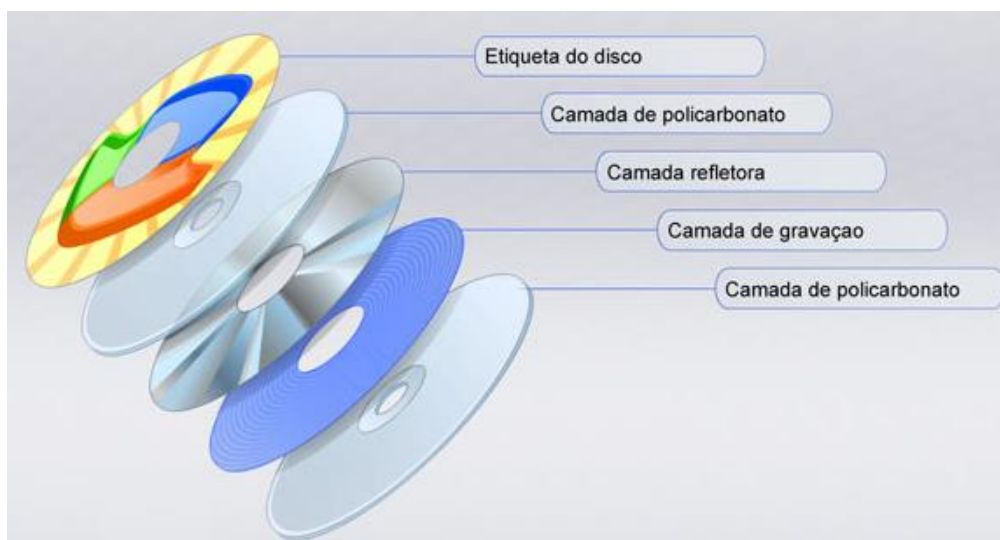 Etiqueta do disco
Camada de policarbonato
Camada refletora
Camada de gravaçao
Camada de policarbonato